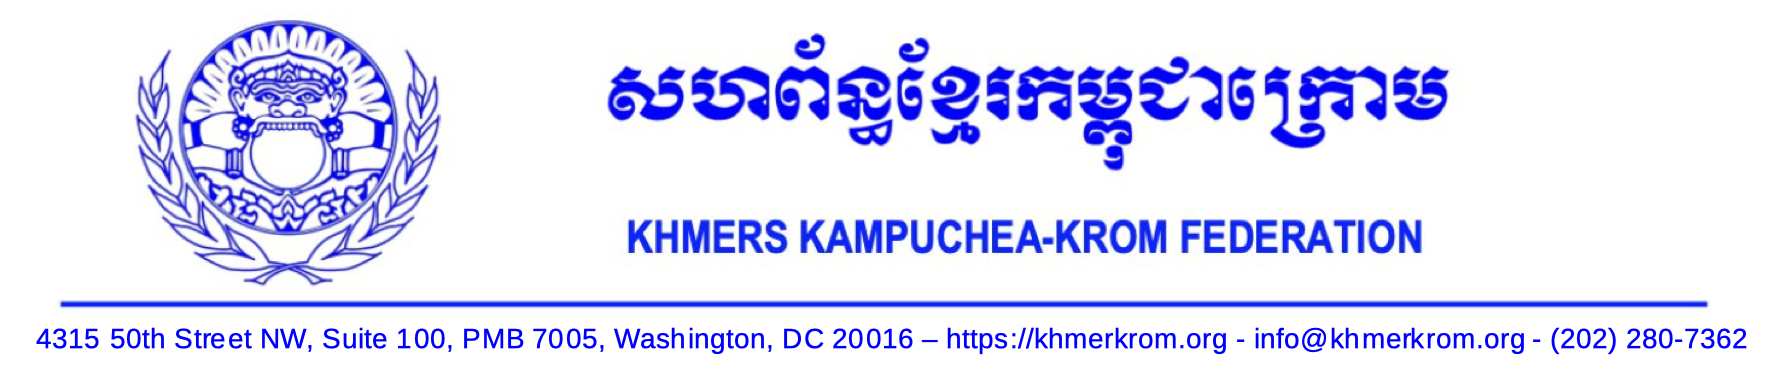 សហព័ន្ធខ្មែរកម្ពុជាក្រោម
KHMERS KAMPUCHEA-KROM FEDERATION
4315 50th Street NW, Suite 100, PMB 7005, Washington, DC 20016 – https://khmerkrom.org - info@khmerkrom.org - (202) 280-7362